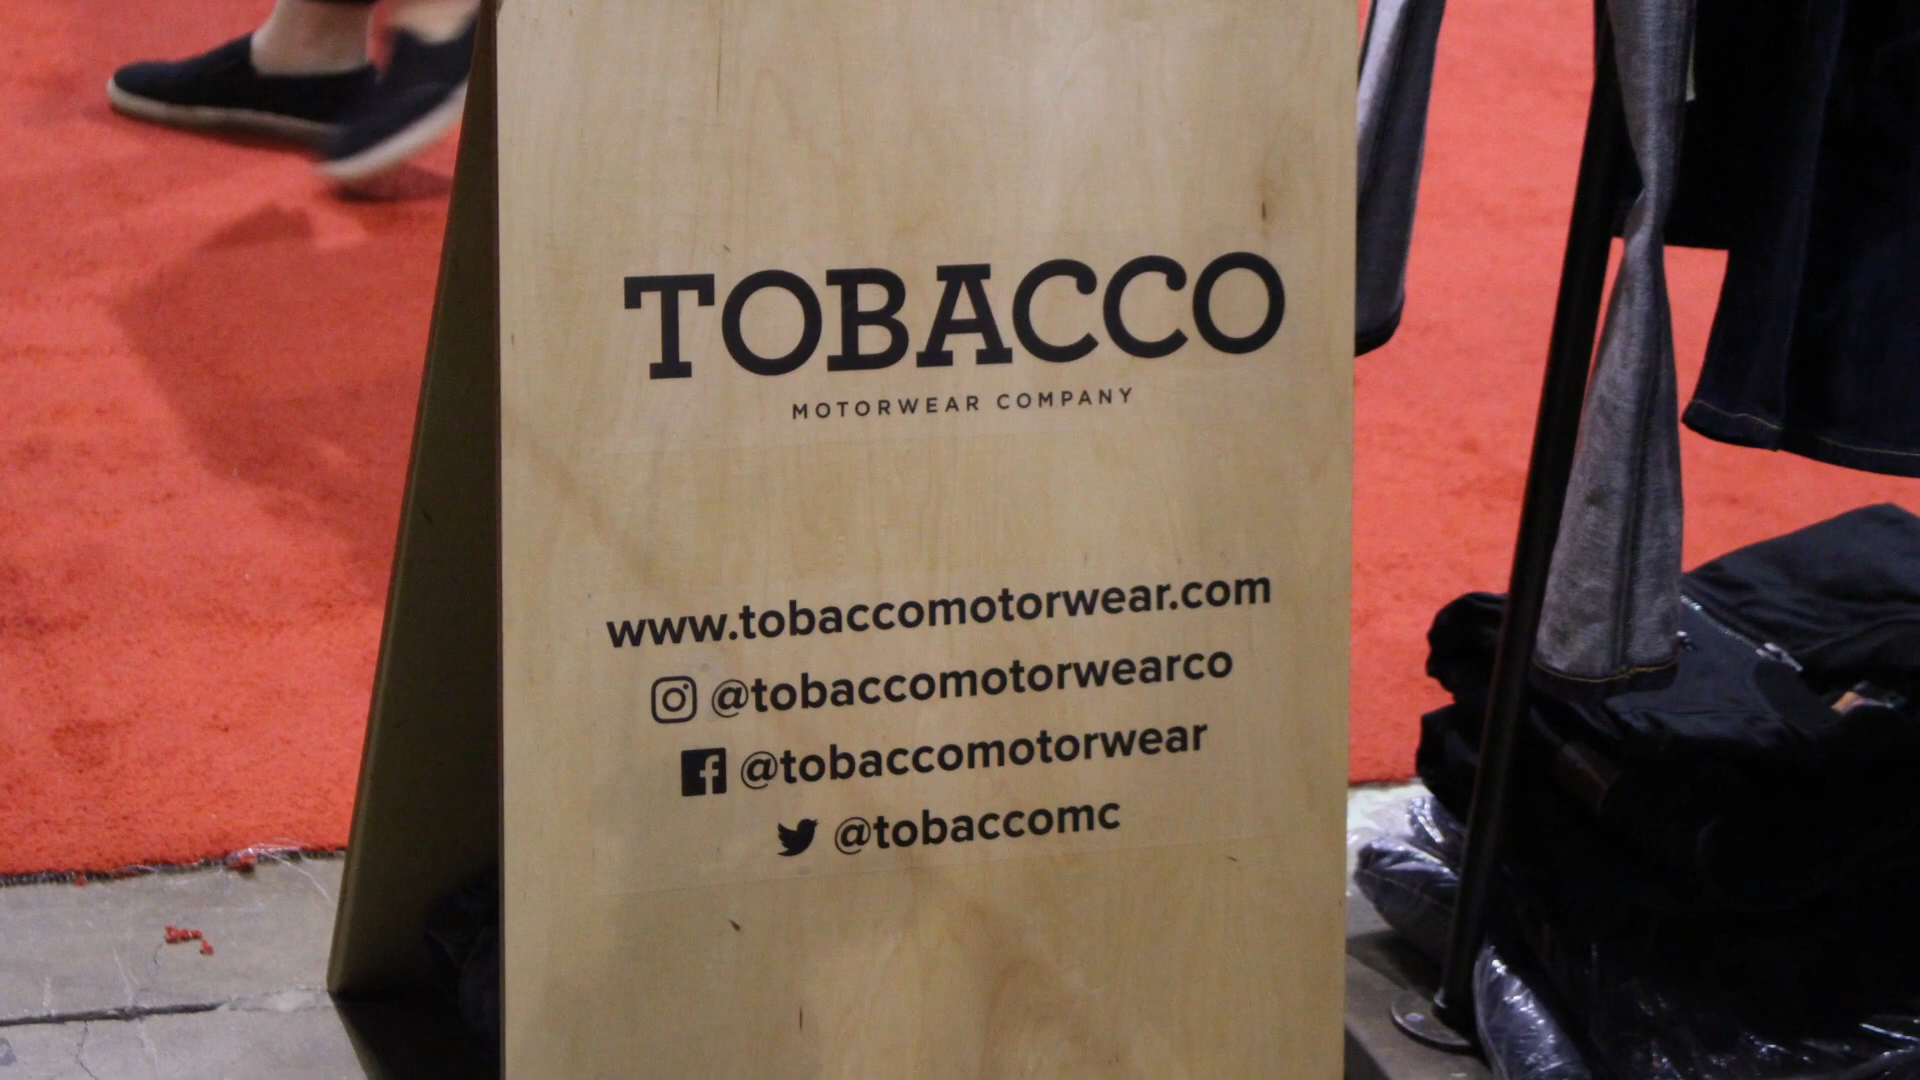 TOBACCO
MOTORWEAR COMPANY
www.tobaccomotorwear.com
@tobaccomotorwearco
@tobaccomotorwear
@tobaccomc